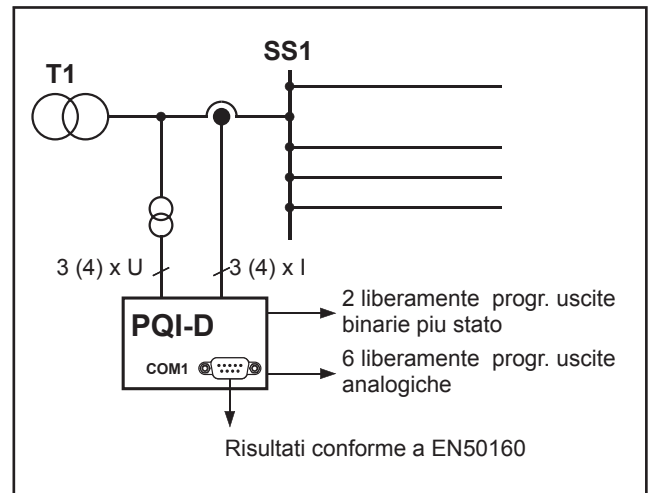 SS1
T1
3 (4) x U
3 (4) x I
PQI-D
COM1
2 liberamente progr. uscite
binarie piu stato
6 liberamente progr. uscite
analogiche
Risultati conforme a EN50160